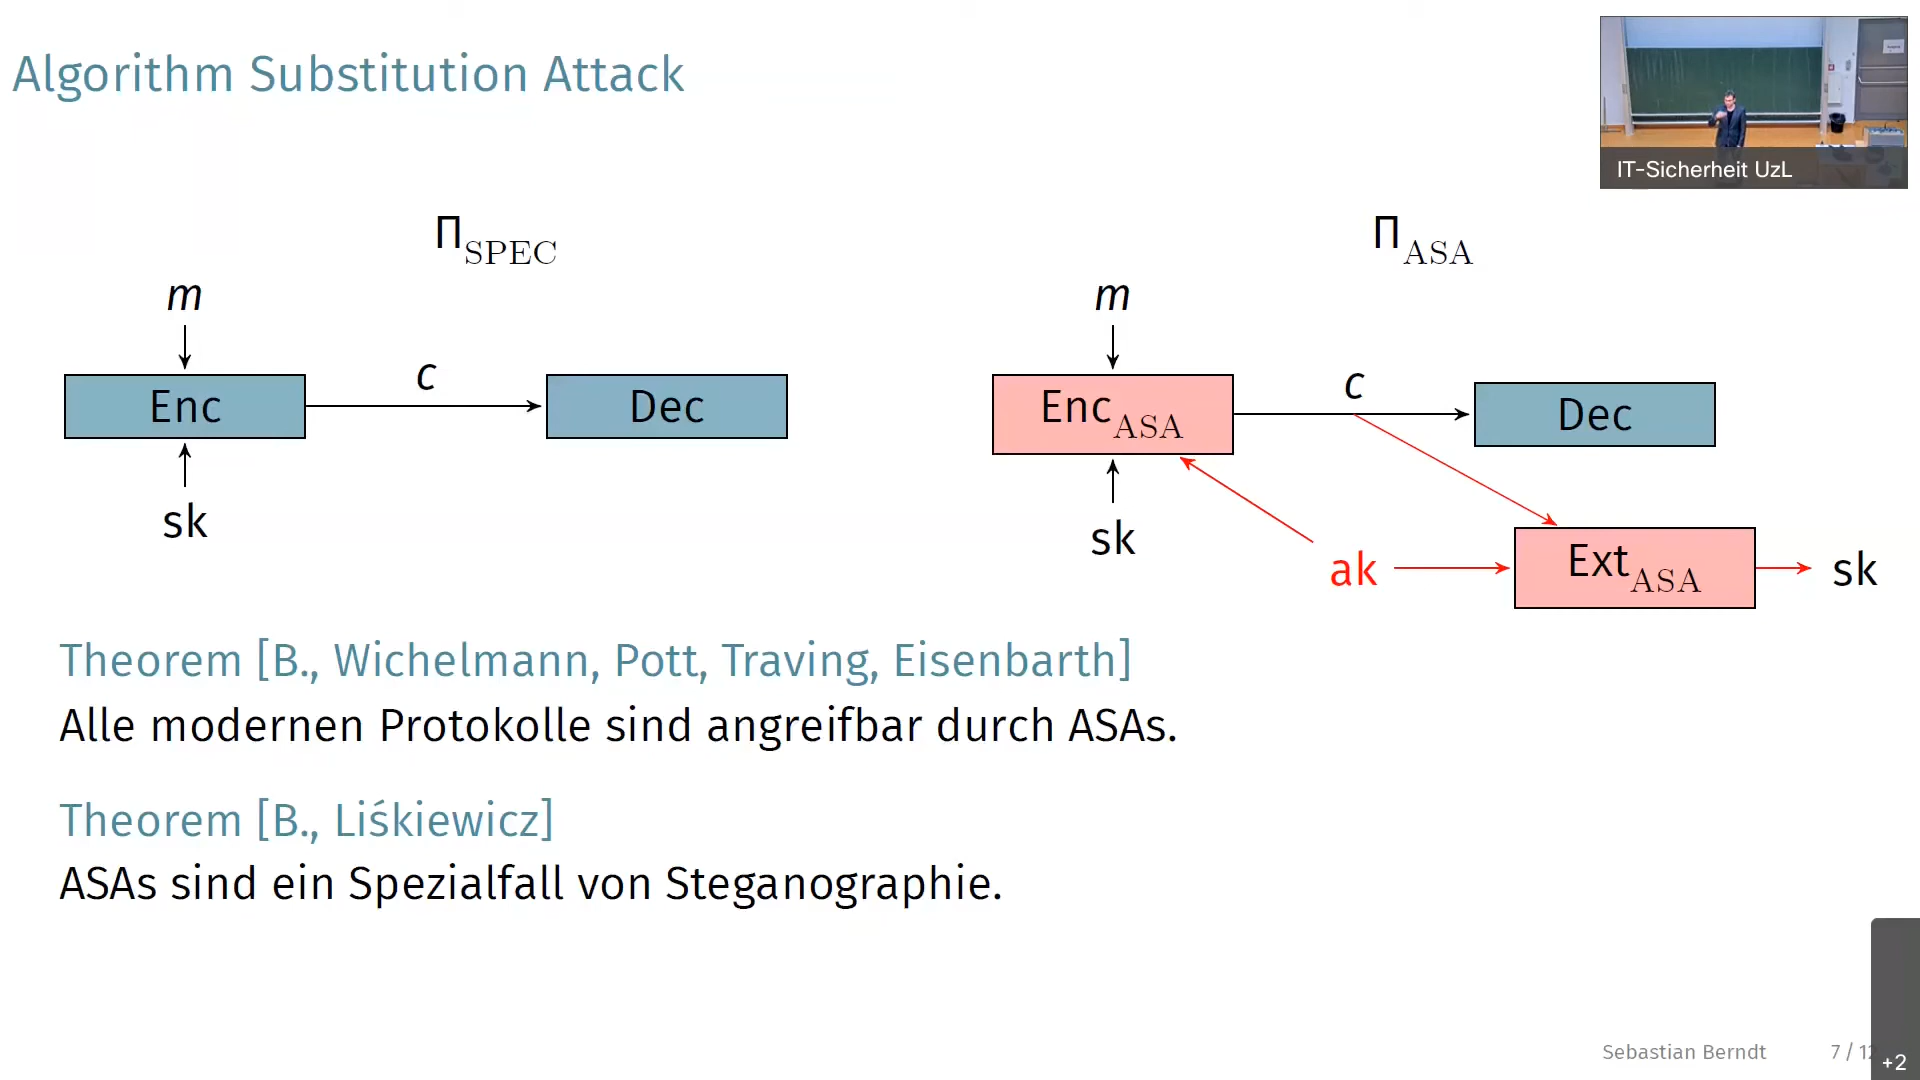 Algorithm Substitution Attack
IT-Sicherheit UzL
Π_SPEC
m
Enc
c
Dec
sk
Π_ASA
m
Enc_ASA
c
Dec
sk
ak
Ext_ASA
sk
Theorem [B., Wichelmann, Pott, Traving, Eisenbarth]
Alle modernen Protokolle sind angreifbar durch ASAs.
Theorem [B., Liśkiewicz]
ASAs sind ein Spezialfall von Steganographie.
Sebastian Berndt
7 /
+2